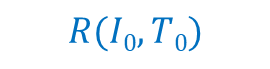 R(I₀, T₀)